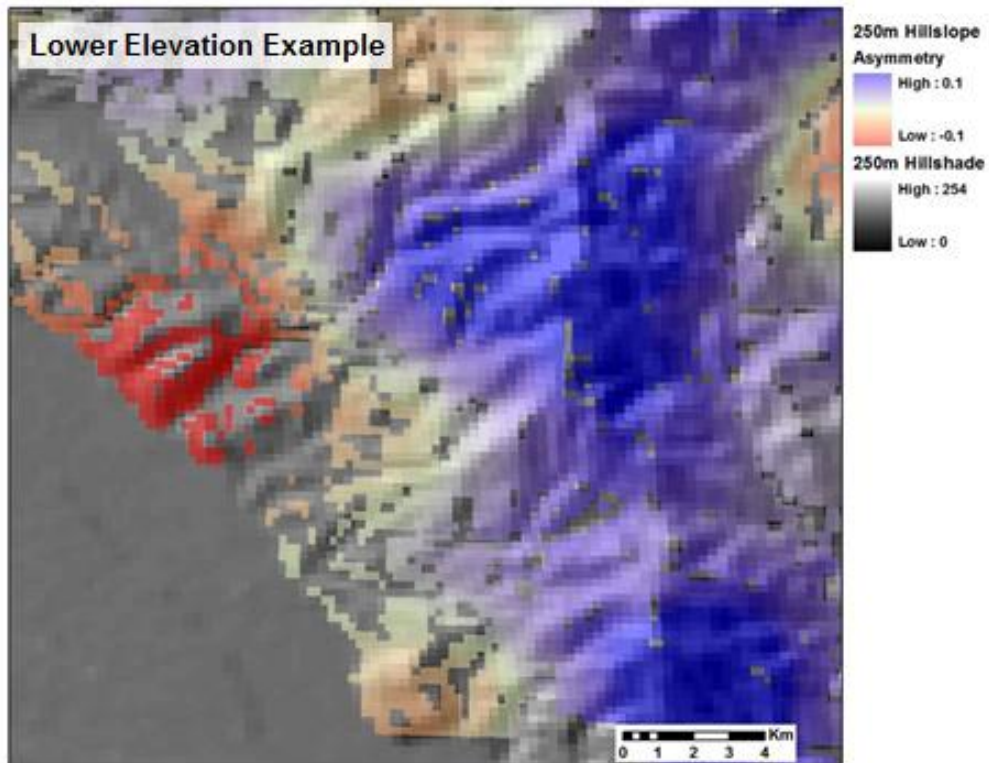 Lower Elevation Example
250m Hillslope
Asymmetry
High : 0.1
Low : -0.1
250m Hillshade
High : 254
Low : 0
Km
0 1 2 3 4